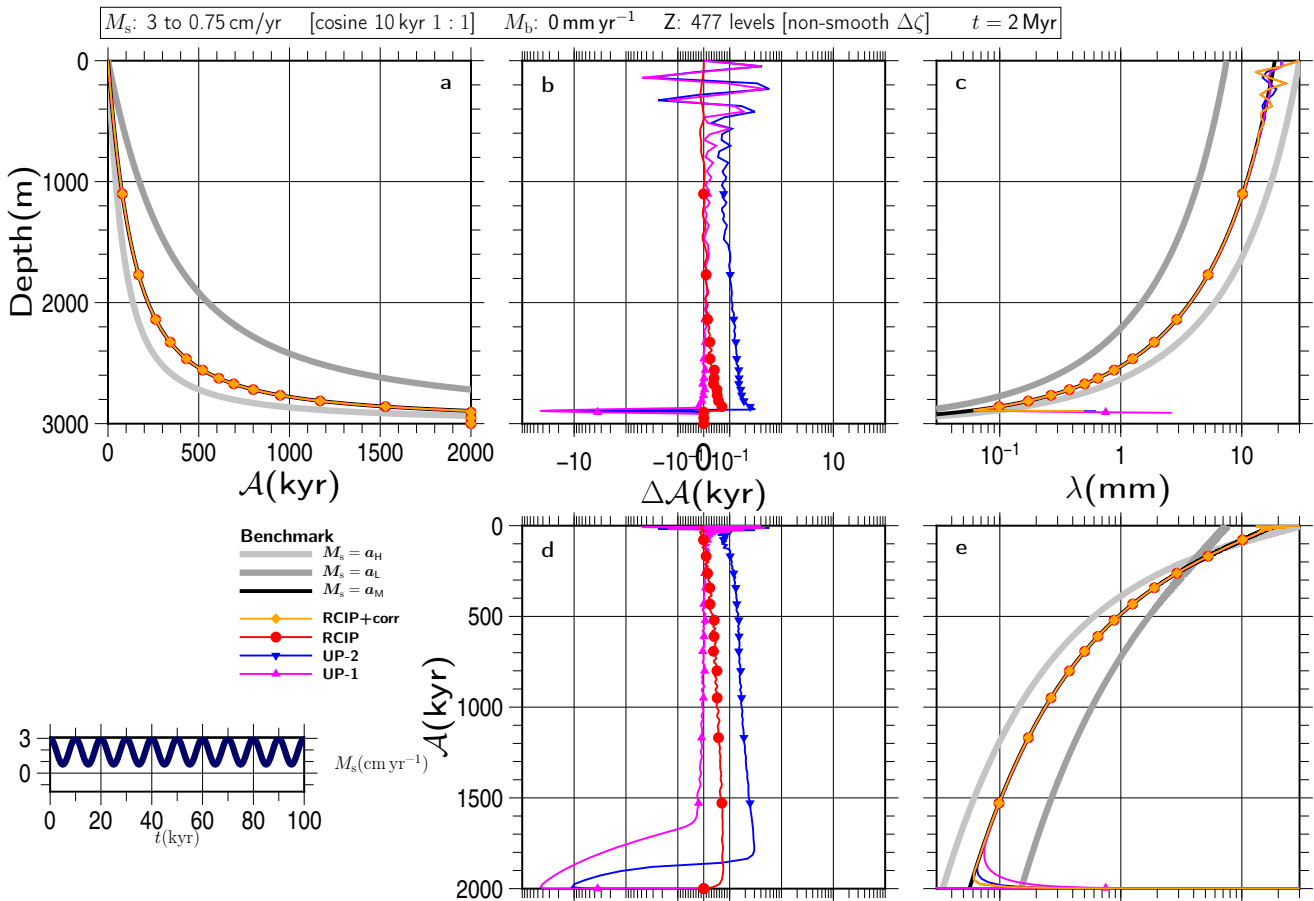 Mₛ: 3 to 0.75 cm/yr [cosine 10 kyr 1 : 1] M_b: 0 mm yr⁻¹ Z: 477 levels [non-smooth Δζ] t = 2 Myr
a b c
0
1000
2000
3000
Depth(m)
0 500 1000 1500 2000
𝒜(kyr)
−10 −10⁻¹ 0 10⁻¹ 10
Δ𝒜(kyr)
10⁻¹ 1 10
λ(mm)
d e
0
500
1000
1500
2000
𝒜(kyr)
Benchmark
Mₛ = a_H
Mₛ = a_L
Mₛ = a_M
RCIP+corr
RCIP
UP-2
UP-1
3
0
Mₛ(cm yr⁻¹)
0 20 40 60 80 100
t(kyr)